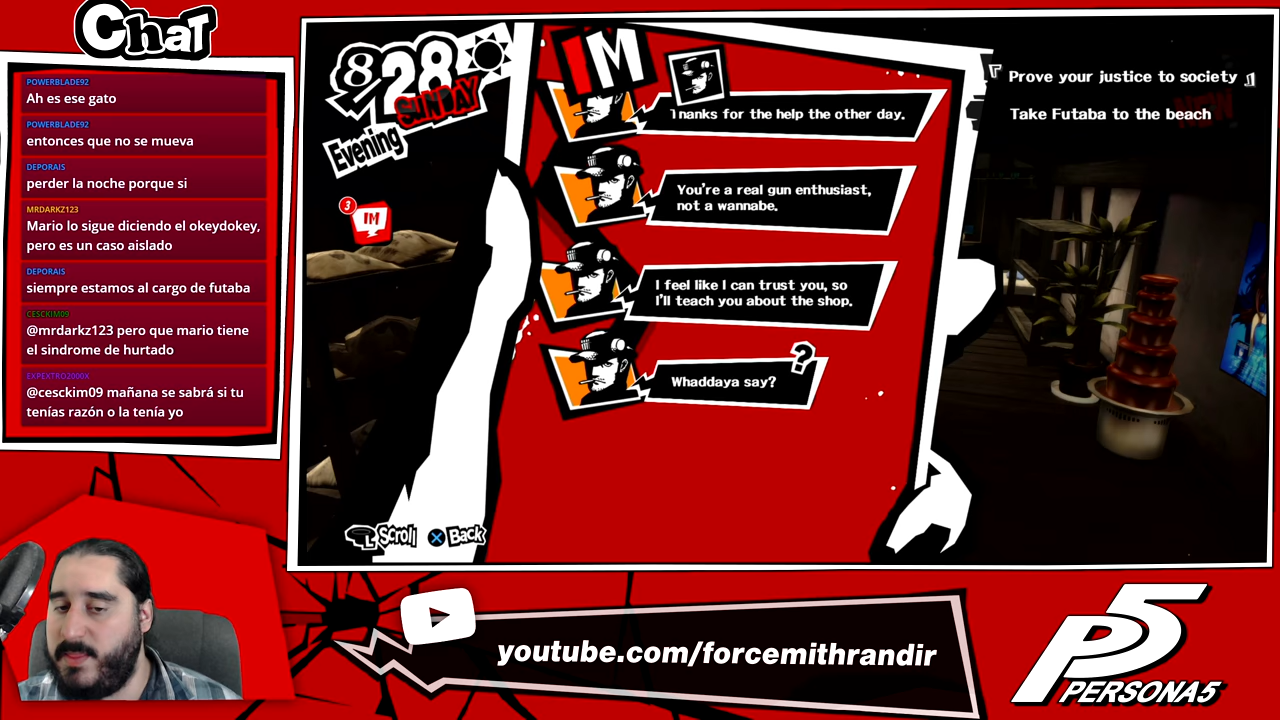 Chat
POWERBLADE92
Ah es ese gato
POWERBLADE92
entonces que no se mueva
DEPORAIS
perder la noche porque si
MRDARKZ123
Mario lo sigue diciendo el okeydokey,
pero es un caso aislado
DEPORAIS
siempre estamos al cargo de futaba
CESCKIM09
@mrdarkz123 pero que mario tiene
el sindrome de hurtado
EXPEKTRO2000X
@cesckim09 mañana se sabrá si tu
tenías razón o la tenía yo
8 28
SUNDAY
Evening
3
IM
IM
Thanks for the help the other day.
You're a real gun enthusiast,
not a wannabe.
I feel like I can trust you, so
I'll teach you about the shop.
Whaddaya say?
?
L Scroll X Back
『Prove your justice to society』
NEW
Take Futaba to the beach
youtube.com/forcemithrandir
P5
PERSONA5